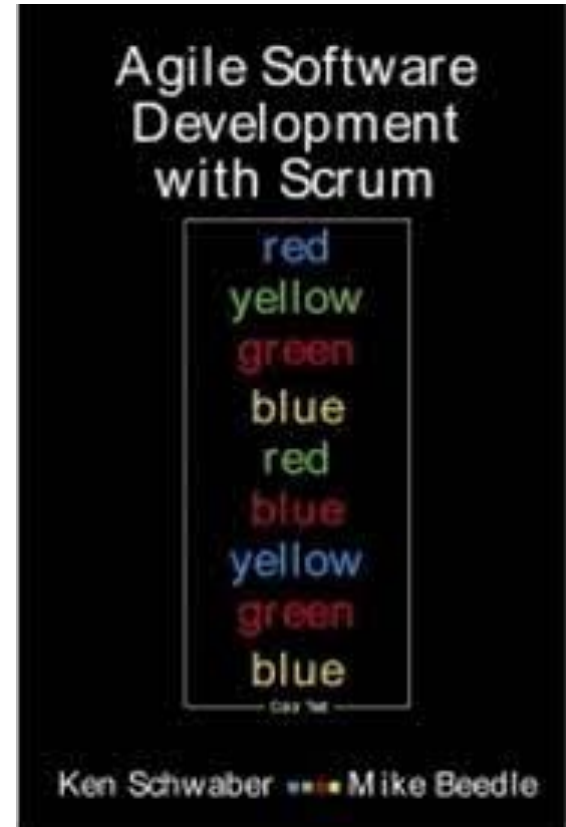 Agile Software
Development
with Scrum
red
yellow
green
blue
red
blue
yellow
green
blue
Ken Schwaber Mike Beedle